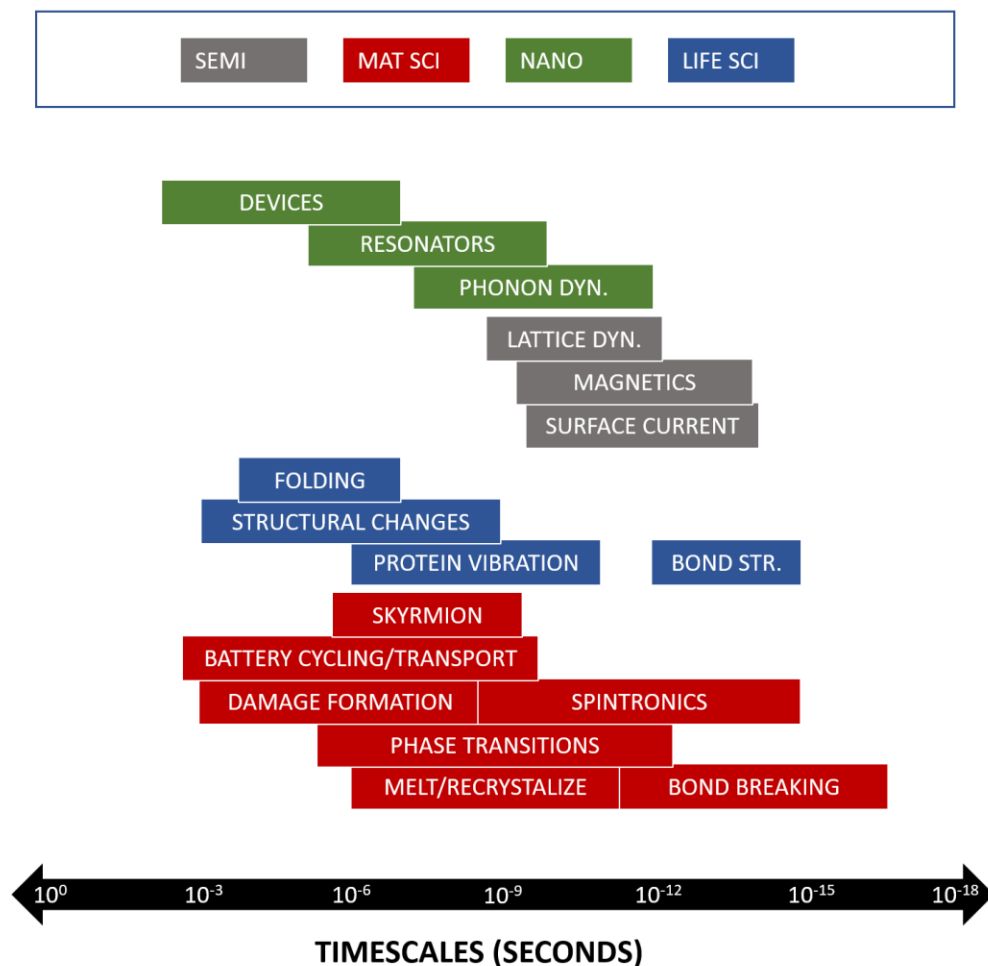 SEMI MAT SCI NANO LIFE SCI
DEVICES
RESONATORS
PHONON DYN.
LATTICE DYN.
MAGNETICS
SURFACE CURRENT
FOLDING
STRUCTURAL CHANGES
PROTEIN VIBRATION BOND STR.
SKYRMION
BATTERY CYCLING/TRANSPORT
DAMAGE FORMATION SPINTRONICS
PHASE TRANSITIONS
MELT/RECRYSTALIZE BOND BREAKING
10⁰ 10⁻³ 10⁻⁶ 10⁻⁹ 10⁻¹² 10⁻¹⁵ 10⁻¹⁸
TIMESCALES (SECONDS)